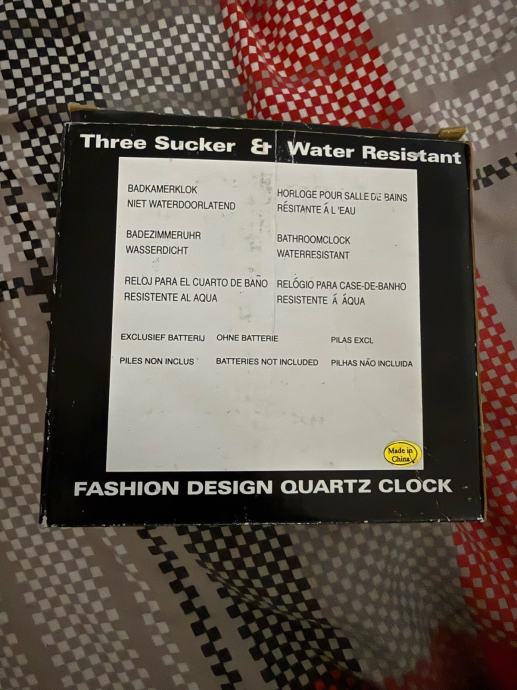 Three Sucker & Water Resistant
BADKAMERKLOK
NIET WATERDOORLATEND
HORLOGE POUR SALLE DE BAINS
RÉSITANTE Á L'EAU
BADEZIMMERUHR
WASSERDICHT
BATHROOMCLOCK
WATERRESISTANT
RELOJ PARA EL CUARTO DE BAÑO
RESISTENTE AL AQUA
RELÓGIO PARA CASE-DE-BANHO
RESISTENTE Á ÁQUA
EXCLUSIEF BATTERIJ OHNE BATTERIE PILAS EXCL
PILES NON INCLUS BATTERIES NOT INCLUDED PILHAS NÃO INCLUIDA
Made in
China
FASHION DESIGN QUARTZ CLOCK